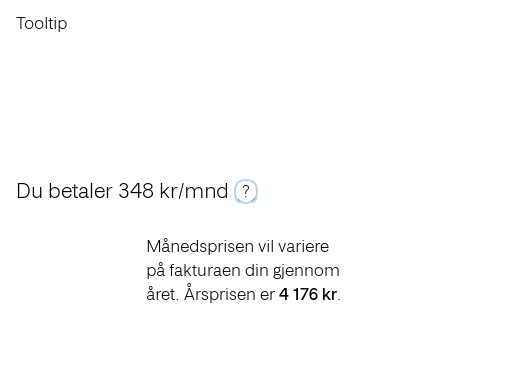 Tooltip
Du betaler 348 kr/mnd ?
Månedsprisen vil variere
på fakturaen din gjennom
året. Årsprisen er 4 176 kr.